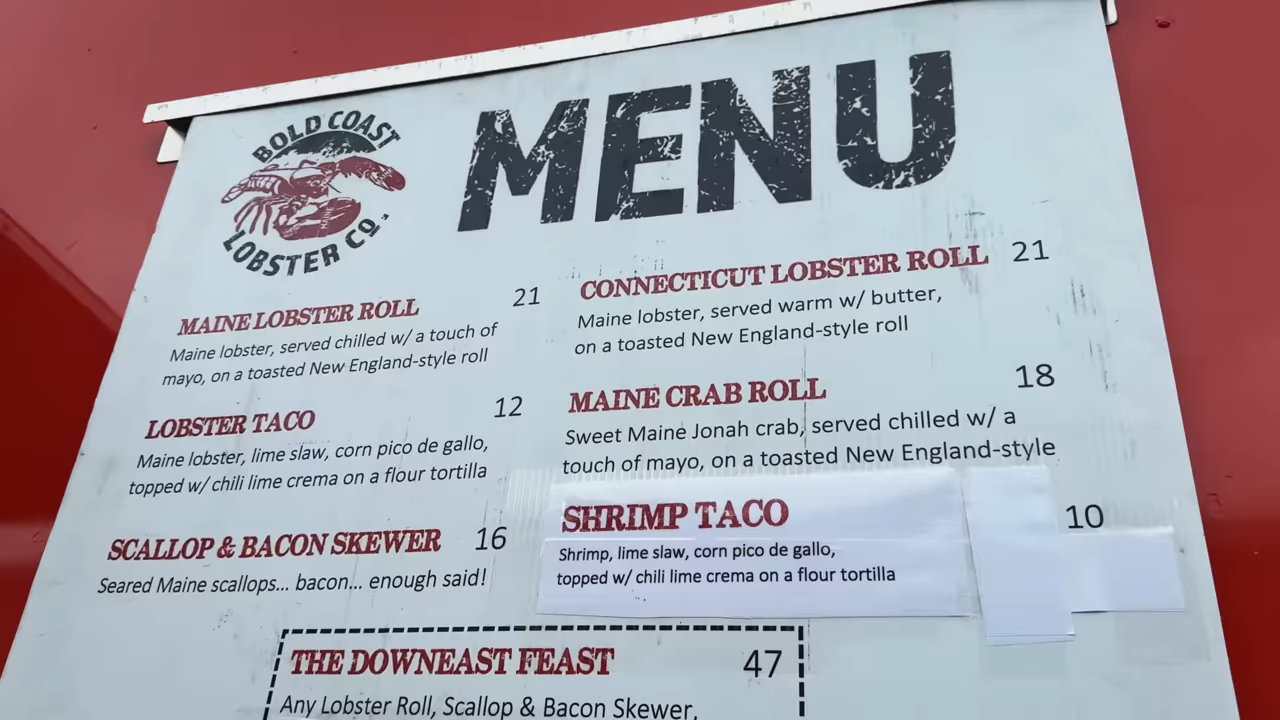 BOLD COAST
LOBSTER CO.
MENU
MAINE LOBSTER ROLL 21
Maine lobster, served chilled w/ a touch of
mayo, on a toasted New England-style roll
LOBSTER TACO 12
Maine lobster, lime slaw, corn pico de gallo,
topped w/ chili lime crema on a flour tortilla
SCALLOP & BACON SKEWER 16
Seared Maine scallops... bacon... enough said!
CONNECTICUT LOBSTER ROLL 21
Maine lobster, served warm w/ butter,
on a toasted New England-style roll
MAINE CRAB ROLL 18
Sweet Maine Jonah crab, served chilled w/ a
touch of mayo, on a toasted New England-style
SHRIMP TACO 10
Shrimp, lime slaw, corn pico de gallo,
topped w/ chili lime crema on a flour tortilla
THE DOWNEAST FEAST 47
Any Lobster Roll, Scallop & Bacon Skewer,